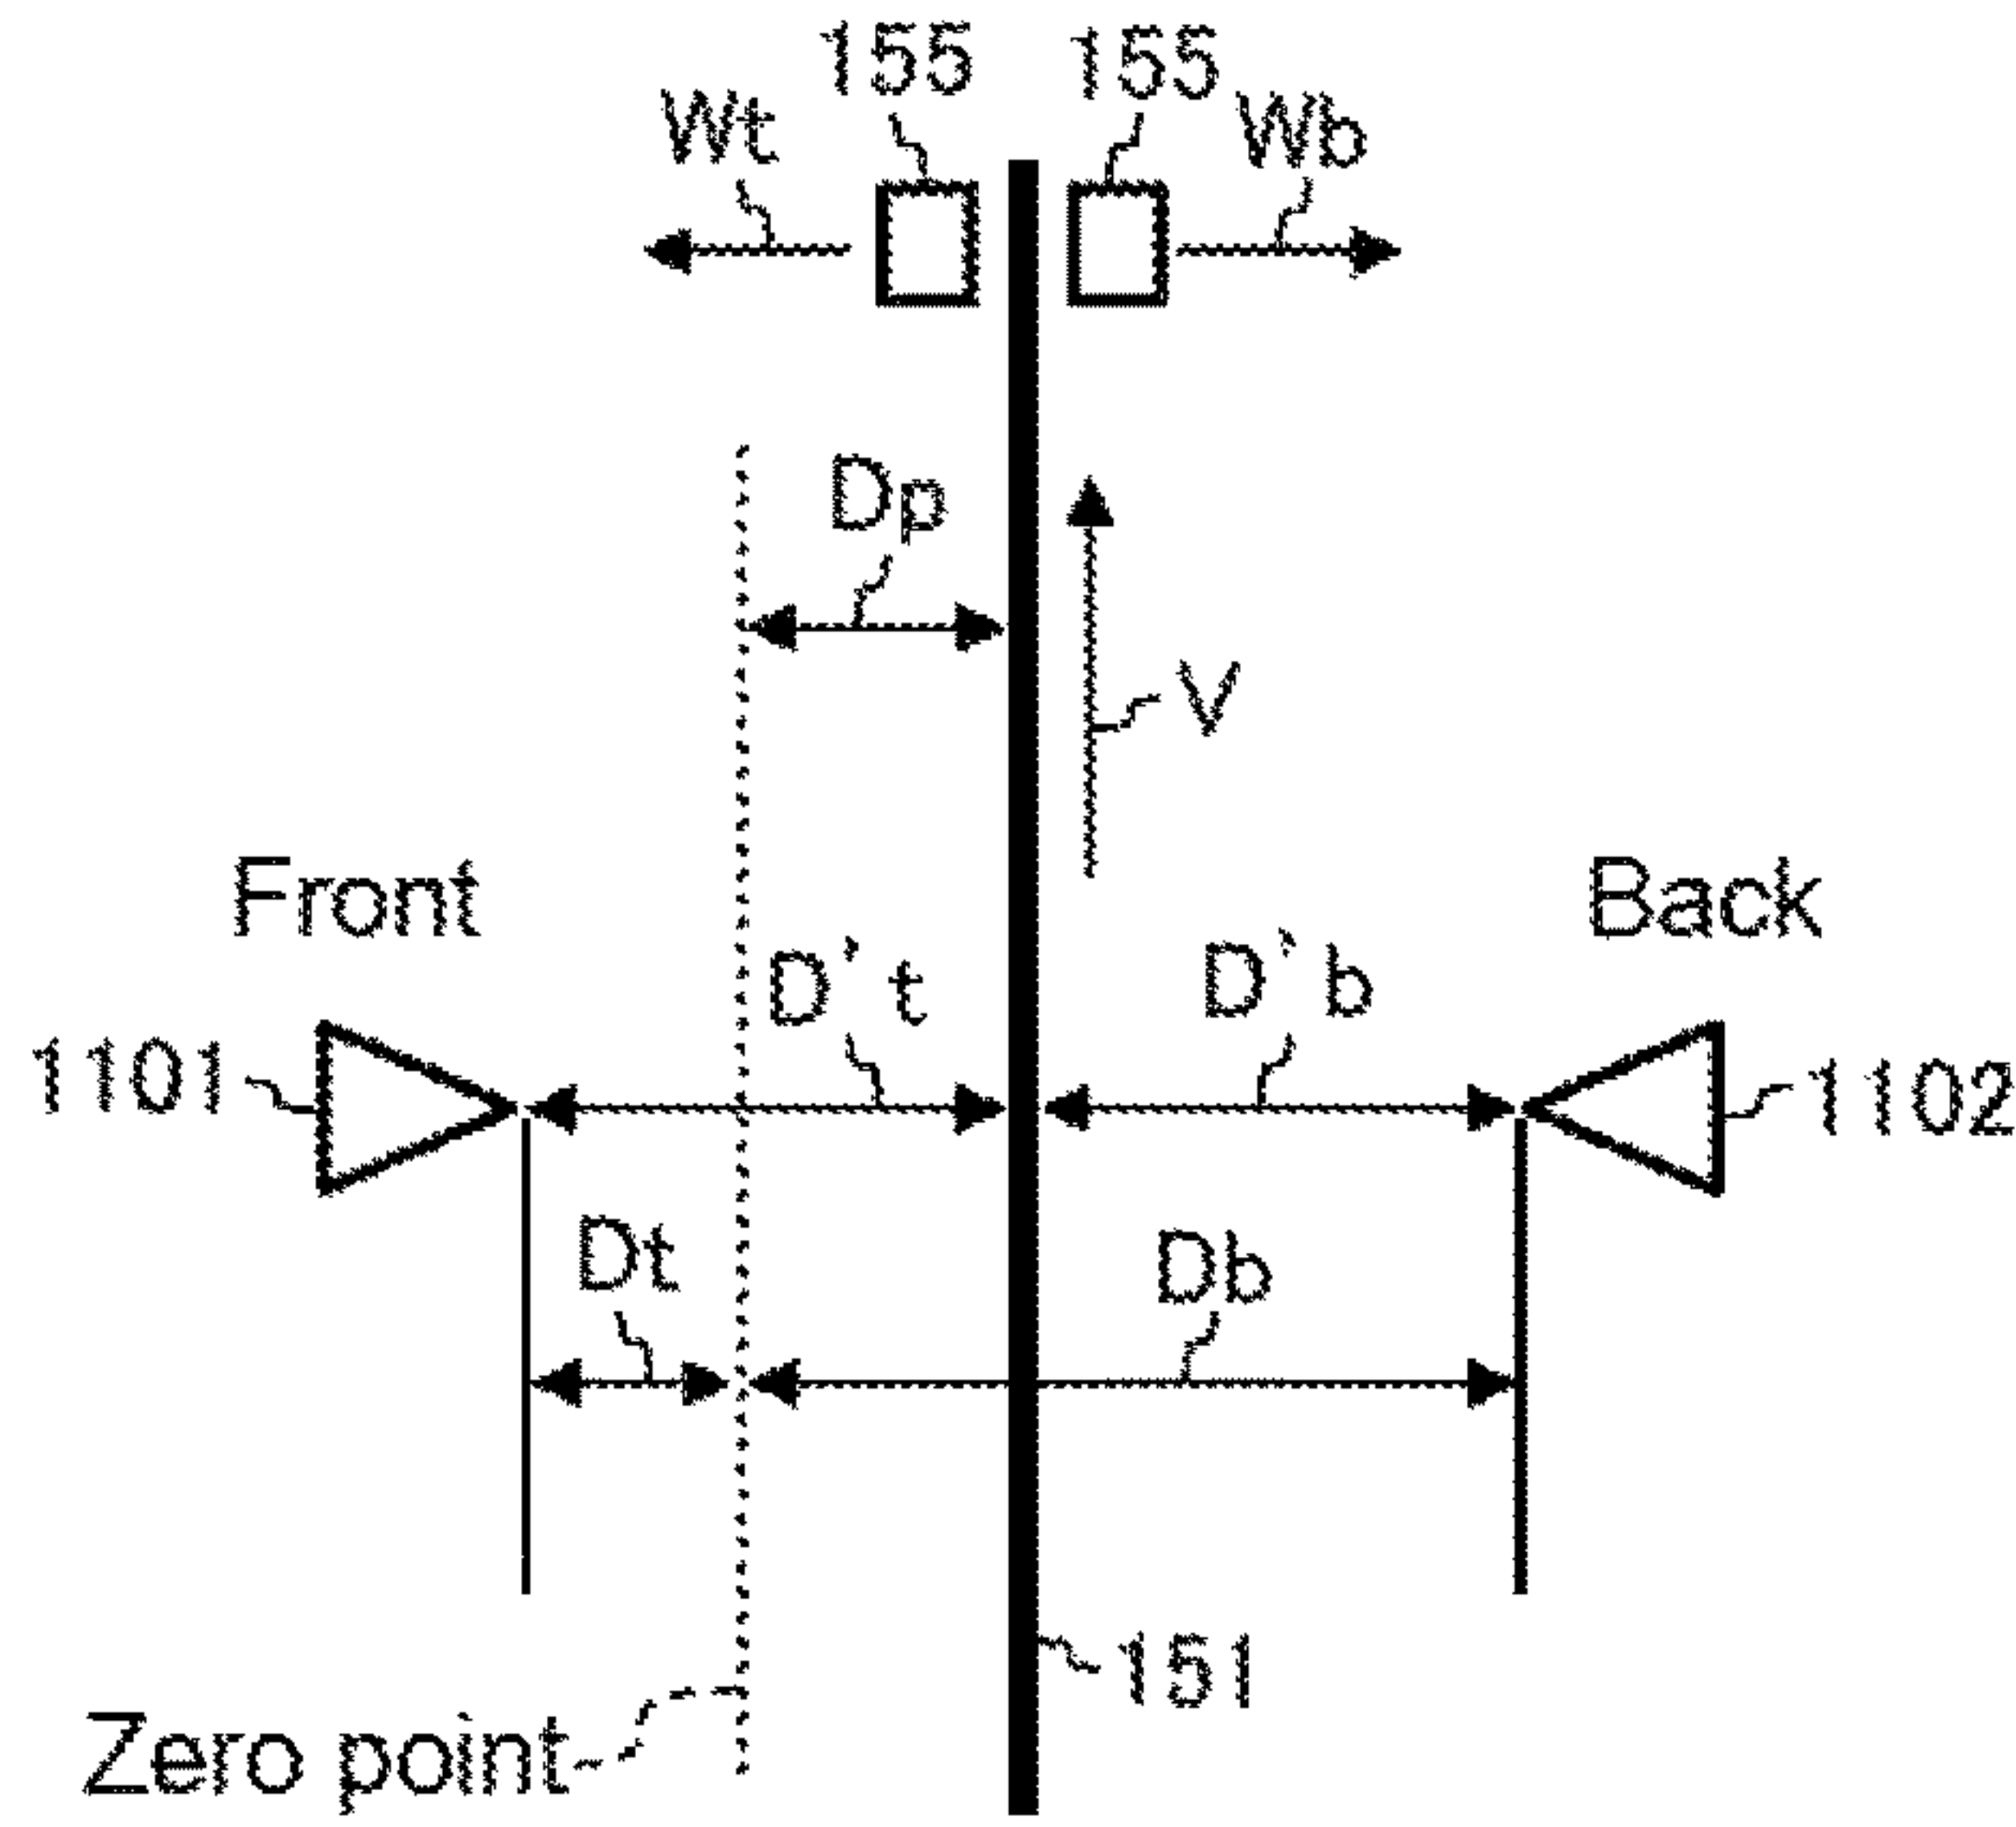 155 155
Wt Wb
Dp
V
Front Back
D't D'b
1101 1102
Dt Db
151
Zero point